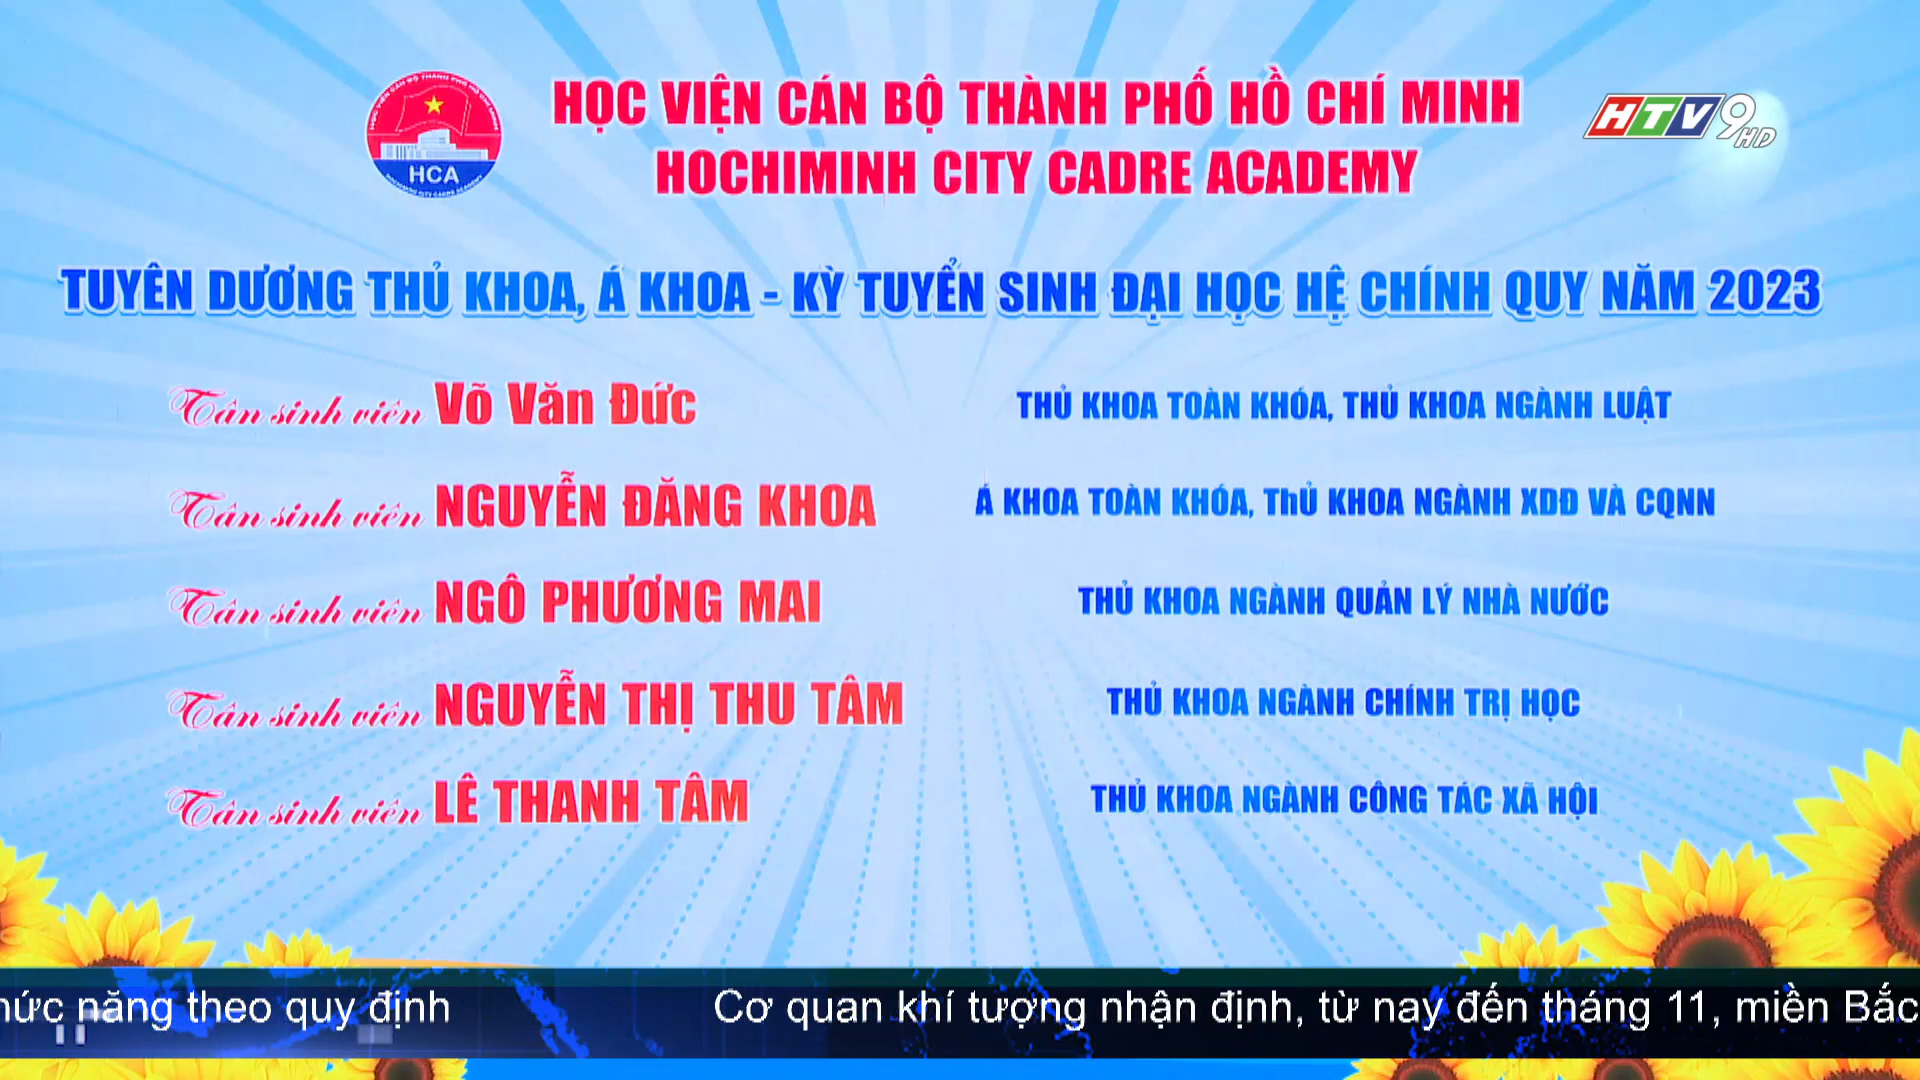 HỌC VIỆN CÁN BỘ THÀNH PHỐ HỒ CHÍ MINH
HOCHIMINH CITY CADRE ACADEMY
HCA
HTV9 HD
TUYÊN DƯƠNG THỦ KHOA, Á KHOA - KỲ TUYỂN SINH ĐẠI HỌC HỆ CHÍNH QUY NĂM 2023
Tân sinh viên Võ Văn Đức THỦ KHOA TOÀN KHÓA, THỦ KHOA NGÀNH LUẬT
Tân sinh viên NGUYỄN ĐĂNG KHOA Á KHOA TOÀN KHÓA, ThỦ KHOA NGÀNH XDĐ VÀ CQNN
Tân sinh viên NGÔ PHƯƠNG MAI THỦ KHOA NGÀNH QUẢN LÝ NHÀ NƯỚC
Tân sinh viên NGUYỄN THỊ THU TÂM THỦ KHOA NGÀNH CHÍNH TRỊ HỌC
Tân sinh viên LÊ THANH TÂM THỦ KHOA NGÀNH CÔNG TÁC XÃ HỘI
năng theo quy định Cơ quan khí tượng nhận định, từ nay đến tháng 11, miền Bắc